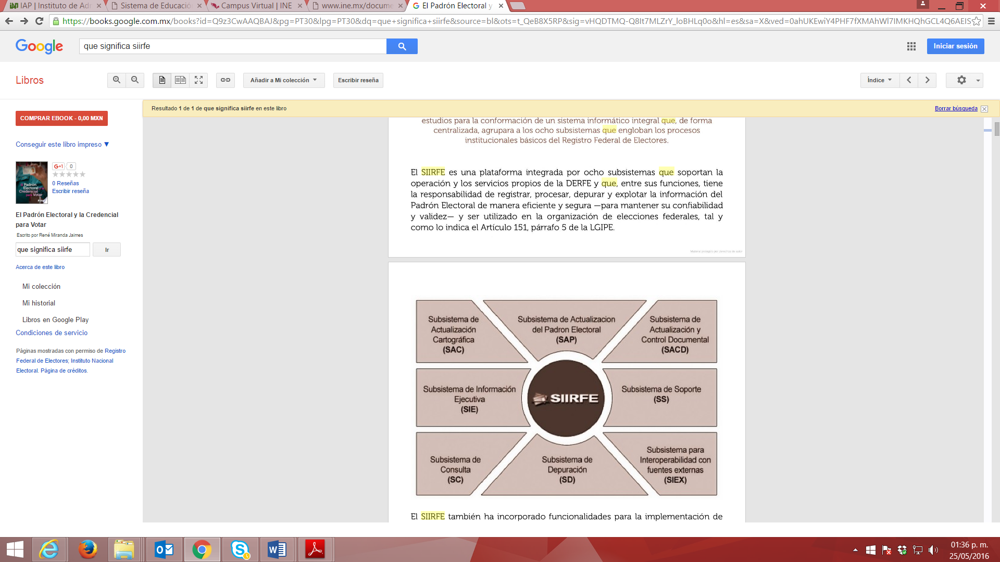 IAP | Instituto de Adr
Sistema de Educació
Campus Virtual | INE
www.ine.mx/docume
El Padrón Electoral y
https://books.google.com.mx/books?id=Q9z3CwAAQBAJ&pg=PT30&lpg=PT30&dq=que+significa+siirfe&source=bl&ots=t_QeB8X5RP&sig=vHQDTMQ-Q8It7MLZrY_loBHLq0o&hl=es&sa=X&ved=0ahUKEwiY4PHF7fXMAhWl7IMKHQhGCL4Q6AEIS
Google
que significa siirfe
Iniciar sesión
Libros
Añadir a Mi colección
Escribir reseña
Índice
COMPRAR EBOOK - 0,00 MXN
Conseguir este libro impreso ▼
G+1 0
0 Reseñas
Escribir reseña
El Padrón Electoral y la Credencial para Votar
El Padrón Electoral y la Credencial
para Votar
Escrito por René Miranda Jaimes
que significa siirfe
Ir
Acerca de este libro
Mi colección
Mi historial
Libros en Google Play
Condiciones de servicio
Páginas mostradas con permiso de Registro
Federal de Electores; Instituto Nacional
Electoral. Página de créditos.
Resultado 1 de 1 de que significa siirfe en este libro
Borrar búsqueda
estudios para la conformación de un sistema informático integral que, de forma
centralizada, agrupara a los ocho subsistemas que engloban los procesos
institucionales básicos del Registro Federal de Electores.
El SIIRFE es una plataforma integrada por ocho subsistemas que soportan la
operación y los servicios propios de la DERFE y que, entre sus funciones, tiene
la responsabilidad de registrar, procesar, depurar y explotar la información del
Padrón Electoral de manera eficiente y segura —para mantener su confiabilidad
y validez— y ser utilizado en la organización de elecciones federales, tal y
como lo indica el Artículo 151, párrafo 5 de la LGIPE.
Material protegido por derechos de autor
Subsistema de
Actualización
Cartográfica
(SAC)
Subsistema de Actualizacion
del Padron Electoral
(SAP)
Subsistema de
Actualización y
Control Documental
(SACD)
Subsistema de Información
Ejecutiva
(SIE)
SIIRFE
Subsistema de Soporte
(SS)
Subsistema de
Consulta
(SC)
Subsistema de
Depuración
(SD)
Subsistema para
Interoperabilidad con
fuentes externas
(SIEX)
El SIIRFE también ha incorporado funcionalidades para la implementación de
01:36 p. m.
25/05/2016